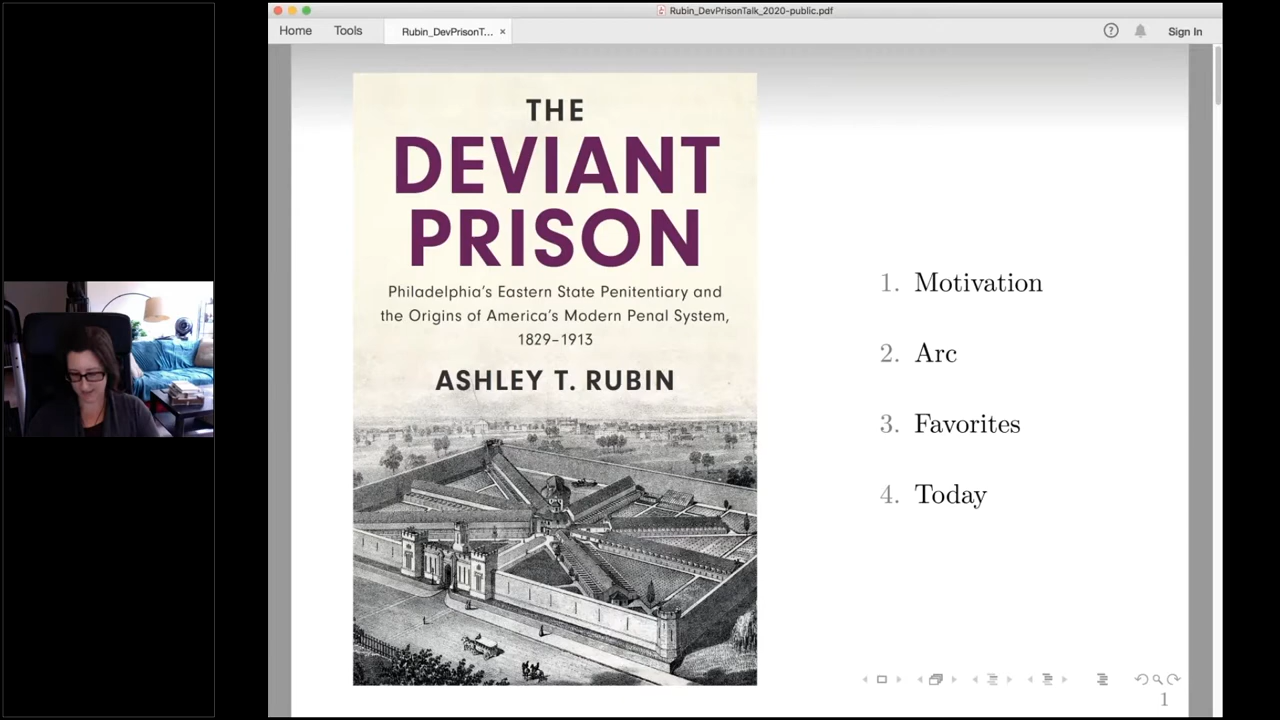 Rubin_DevPrisonTalk_2020-public.pdf
Home Tools Rubin_DevPrisonT... × ? Sign In
THE
DEVIANT
PRISON
Philadelphia's Eastern State Penitentiary and
the Origins of America's Modern Penal System,
1829–1913
ASHLEY T. RUBIN
1. Motivation
2. Arc
3. Favorites
4. Today
1